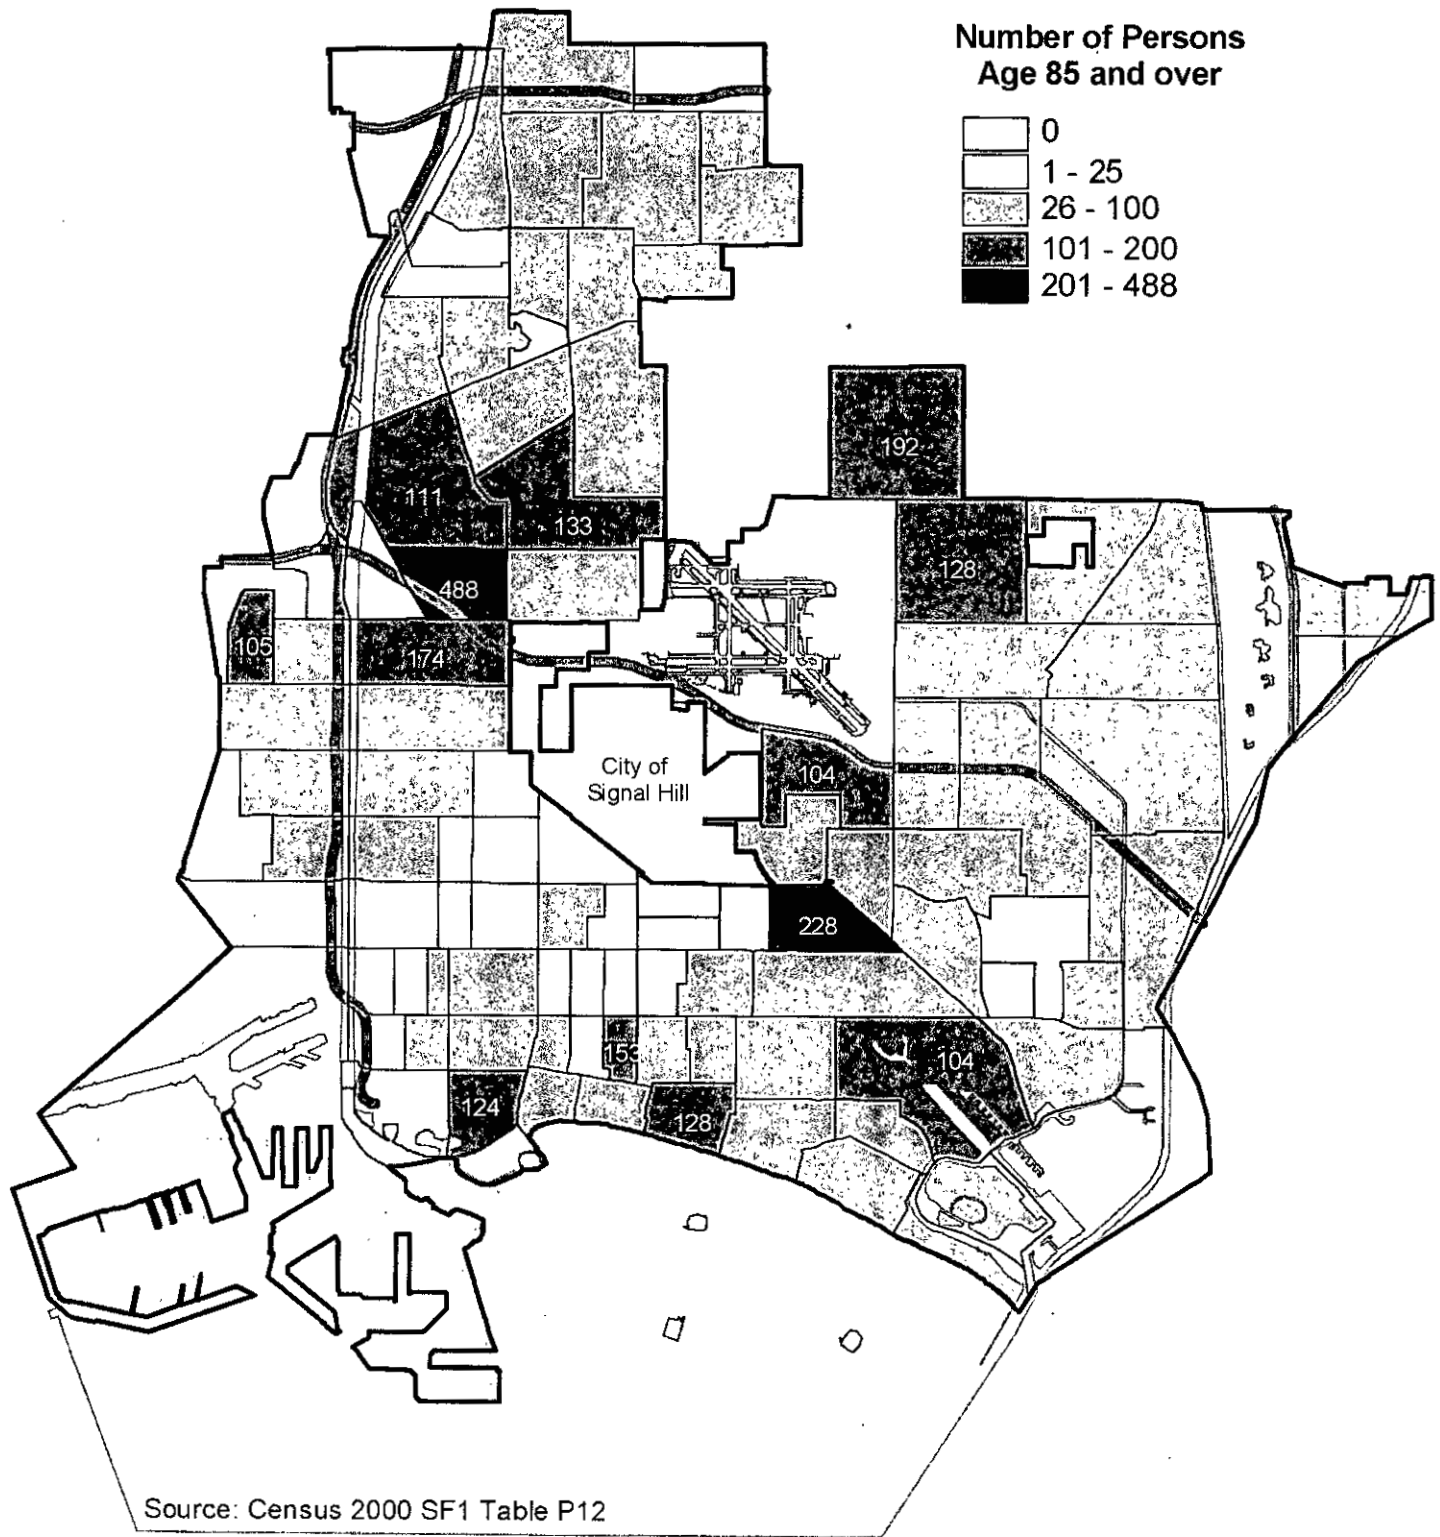 Number of Persons
Age 85 and over
0
1 - 25
26 - 100
101 - 200
201 - 488
192
111
133
128
488
105
174
City of
Signal Hill
104
228
153
104
124
128
Source: Census 2000 SF1 Table P12